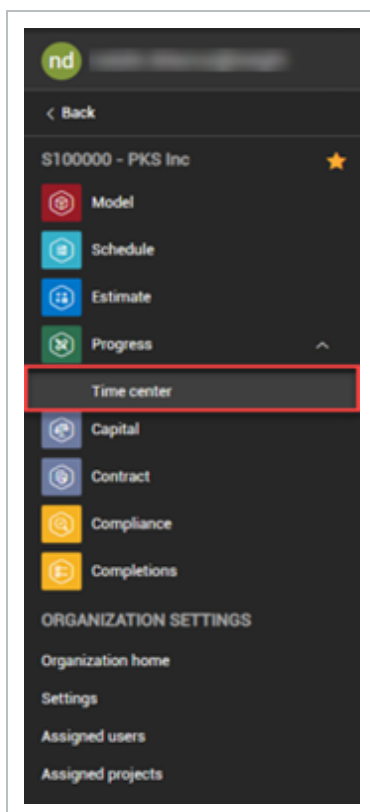 nd
< Back
S100000 - PKS Inc
Model
Schedule
Estimate
Progress
Time center
Capital
Contract
Compliance
Completions
ORGANIZATION SETTINGS
Organization home
Settings
Assigned users
Assigned projects